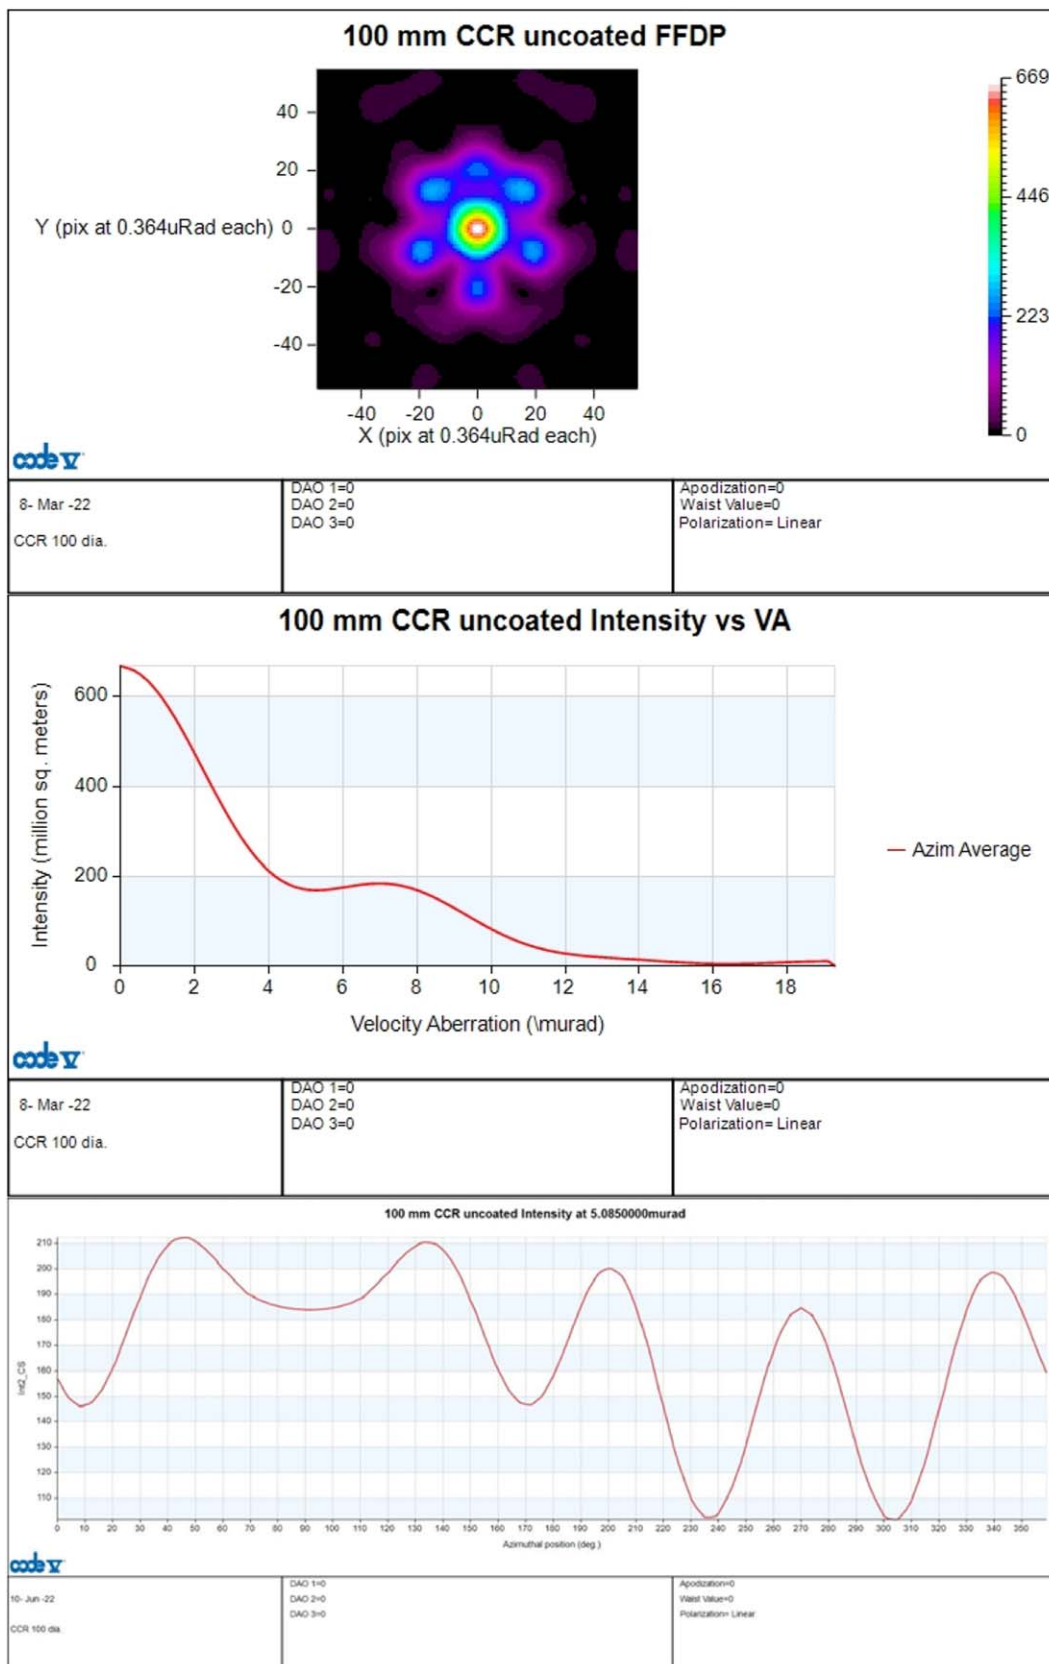 100 mm CCR uncoated FFDP
40
20
Y (pix at 0.364uRad each) 0
-20
-40
-40 -20 0 20 40
X (pix at 0.364uRad each)
669
446
223
0
code V
8- Mar -22
CCR 100 dia.
DAO 1=0
DAO 2=0
DAO 3=0
Apodization=0
Waist Value=0
Polarization= Linear
100 mm CCR uncoated Intensity vs VA
Intensity (million sq. meters)
600
400
200
0
0 2 4 6 8 10 12 14 16 18
Velocity Aberration (\murad)
Azim Average
code V
8- Mar -22
CCR 100 dia.
DAO 1=0
DAO 2=0
DAO 3=0
Apodization=0
Waist Value=0
Polarization= Linear
100 mm CCR uncoated Intensity at 5.0850000murad
Int2_CS
210
200
190
180
170
160
150
140
130
120
110
0 10 20 30 40 50 60 70 80 90 100 110 120 130 140 150 160 170 180 190 200 210 220 230 240 250 260 270 280 290 300 310 320 330 340 350
Azimuthal position (deg.)
code V
10- Jun -22
CCR 100 dia.
DAO 1=0
DAO 2=0
DAO 3=0
Apodization=0
Waist Value=0
Polarization= Linear